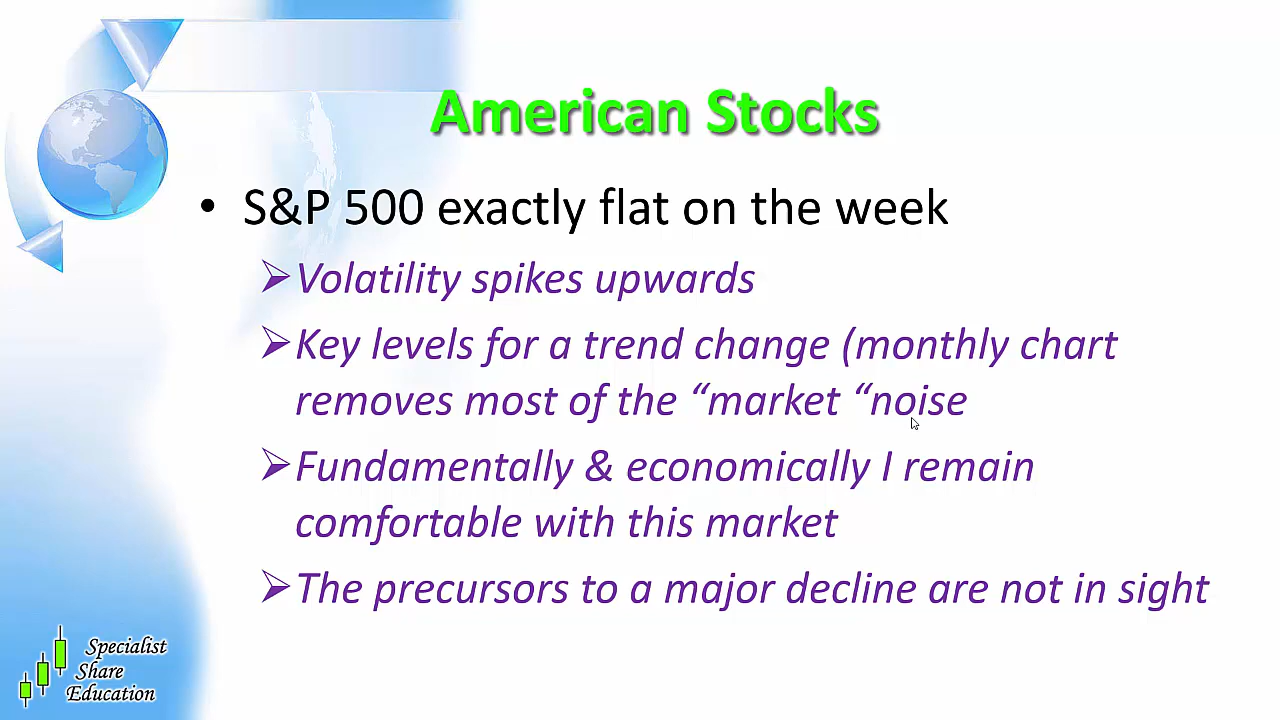 American Stocks
• S&P 500 exactly flat on the week
➢Volatility spikes upwards
➢Key levels for a trend change (monthly chart
removes most of the “market “noise
➢Fundamentally & economically I remain
comfortable with this market
➢The precursors to a major decline are not in sight
Specialist
Share
Education